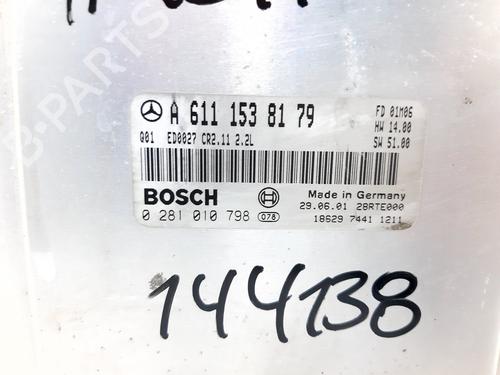 A 611 153 81 79
FD 01M06
Q01 ED0027 CR2.11 2.2L
HW 14.00
SW 51.00
BOSCH
Made in Germany
0 281 010 798 078
29.06.01 28RTE000
18629 7441 1211
144138
B-PARTS